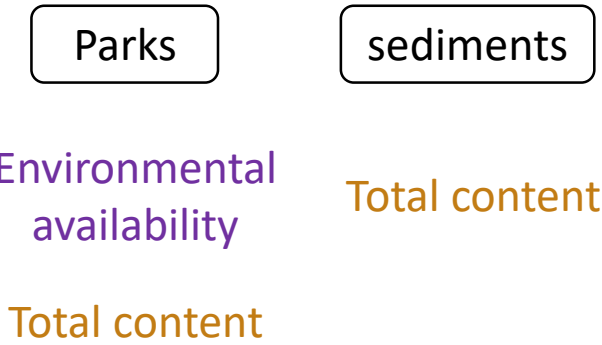 Parks
sediments
Environmental
availability
Total content
Total content